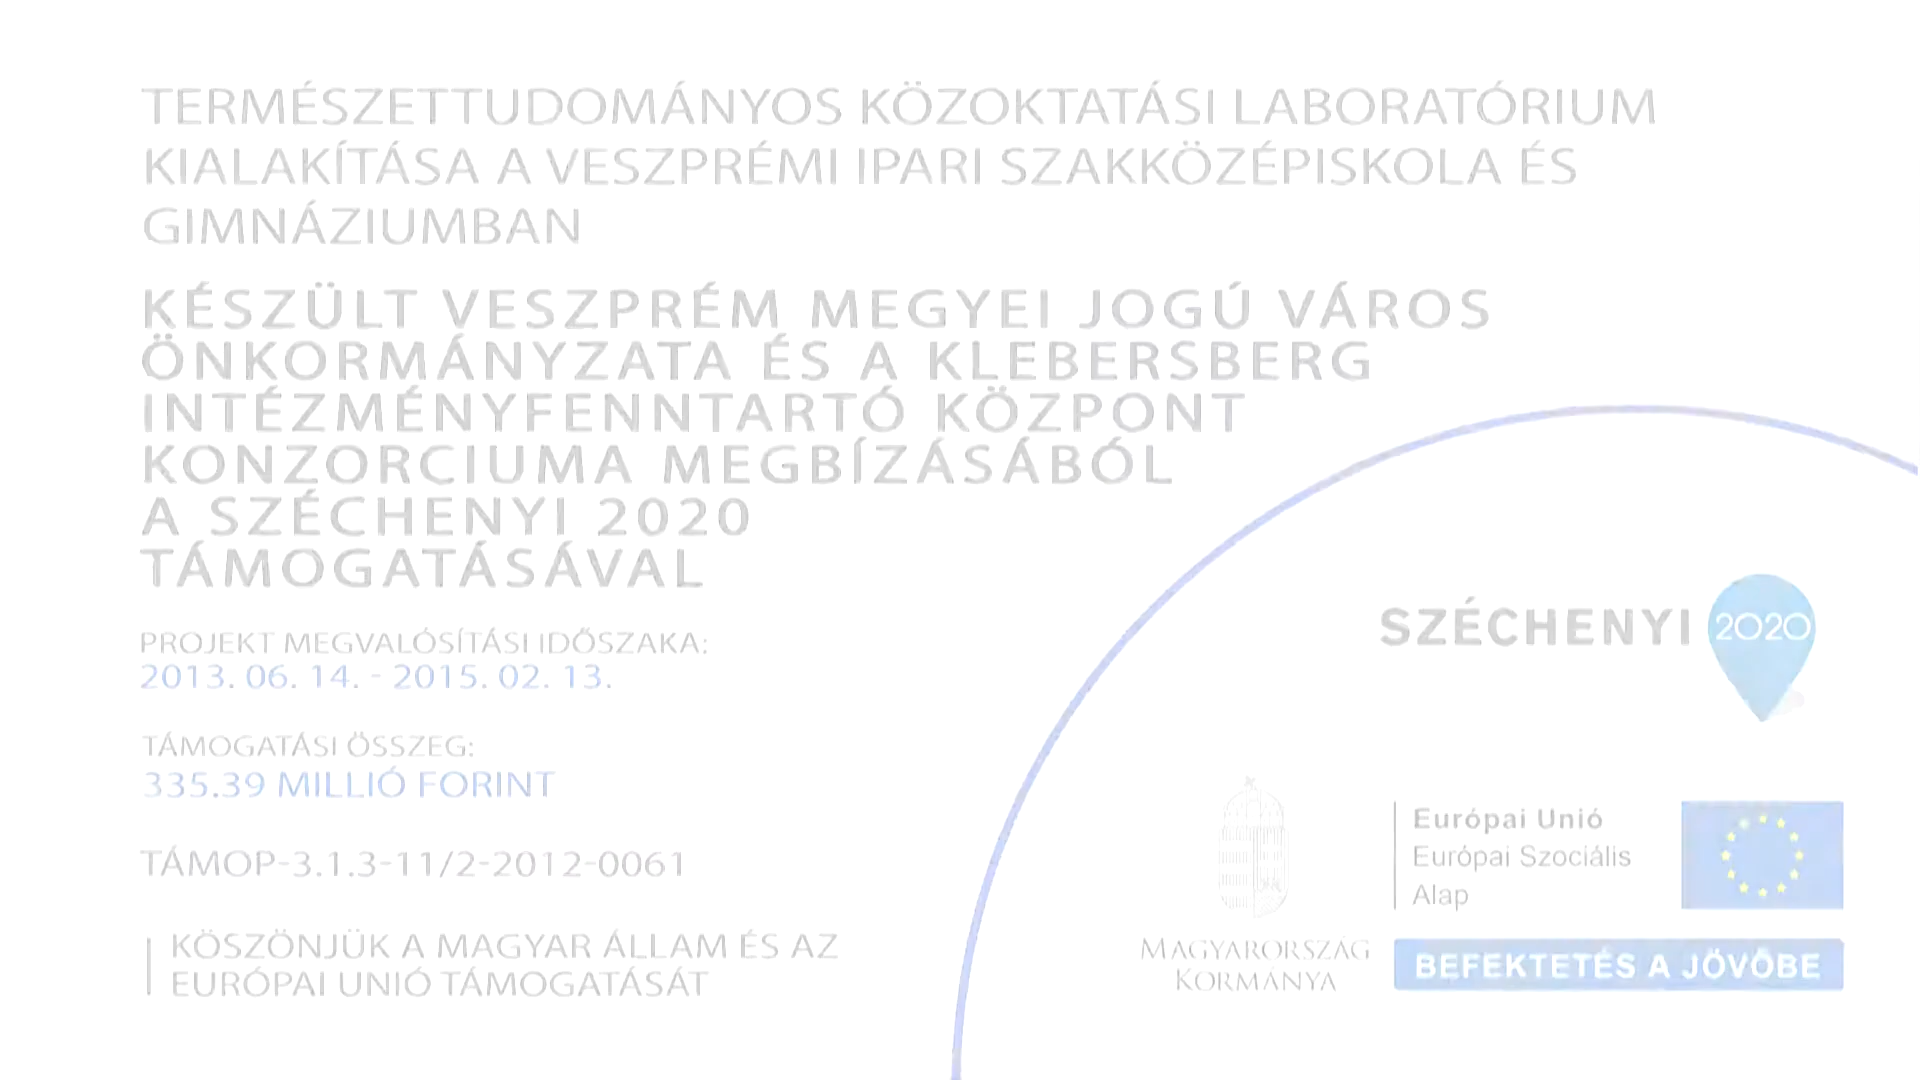 TERMÉSZETTUDOMÁNYOS KÖZOKTATÁSI LABORATÓRIUM
KIALAKÍTÁSA A VESZPRÉMI IPARI SZAKKÖZÉPISKOLA ÉS
GIMNÁZIUMBAN
KÉSZÜLT VESZPRÉM MEGYEI JOGÚ VÁROS
ÖNKORMÁNYZATA ÉS A KLEBERSBERG
INTÉZMÉNYFENNTARTÓ KÖZPONT
KONZORCIUMA MEGBÍZÁSÁBÓL
A SZÉCHENYI 2020
TÁMOGATÁSÁVAL
PROJEKT MEGVALÓSÍTÁSI IDŐSZAKA:
2013. 06. 14. - 2015. 02. 13.
TÁMOGATÁSI ÖSSZEG:
335.39 MILLIÓ FORINT
TÁMOP-3.1.3-11/2-2012-0061
KÖSZÖNJÜK A MAGYAR ÁLLAM ÉS AZ
EURÓPAI UNIÓ TÁMOGATÁSÁT
SZÉCHENYI 2020
MAGYARORSZÁG
KORMÁNYA
Európai Unió
Európai Szociális
Alap
BEFEKTETÉS A JÖVŐBE